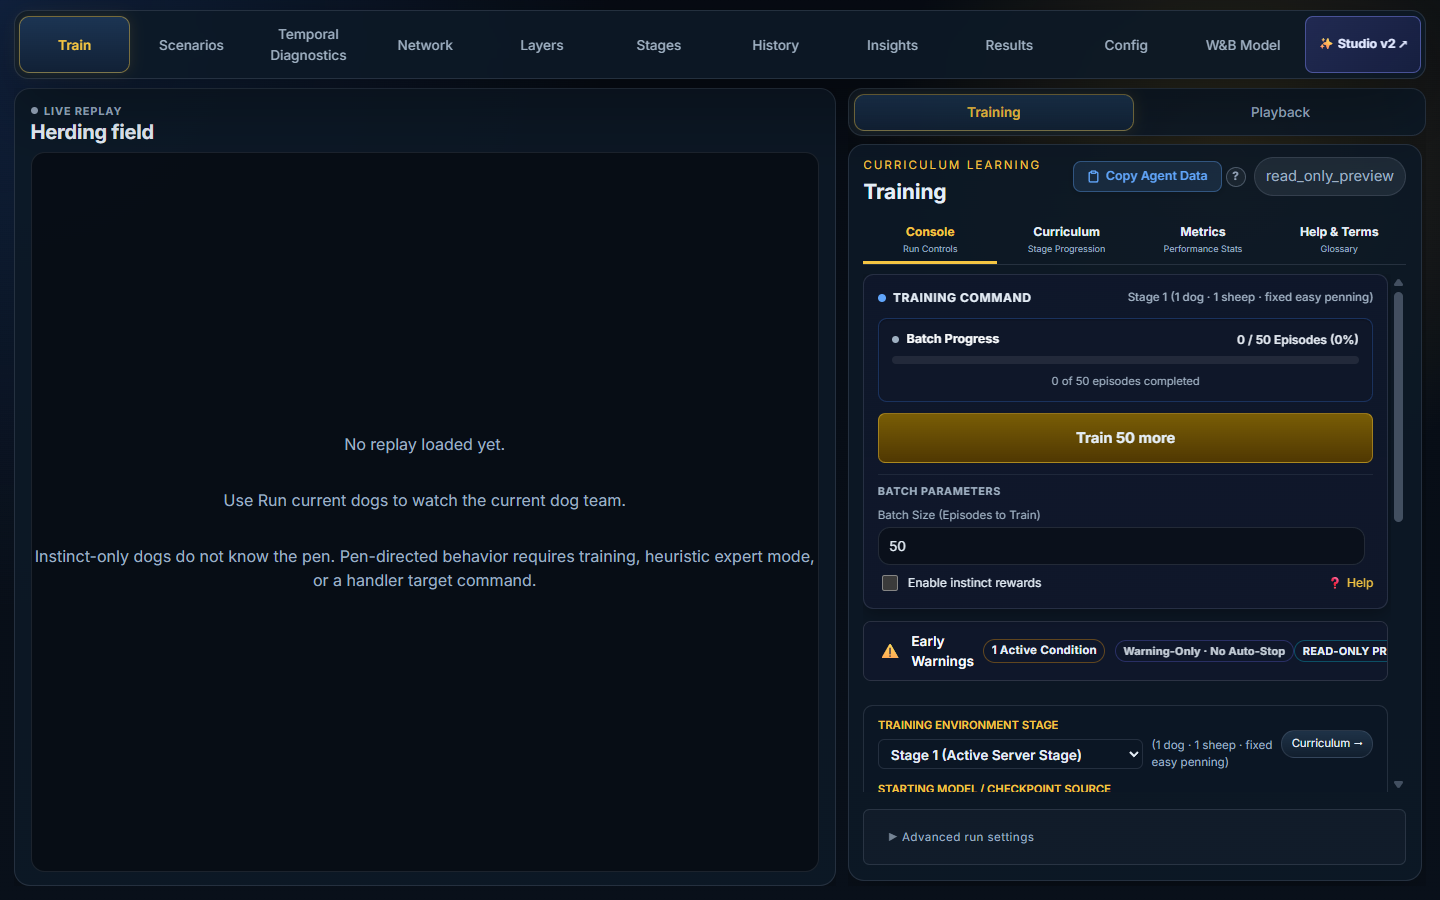 Train
Scenarios
Temporal
Diagnostics
Network
Layers
Stages
History
Insights
Results
Config
W&B Model
✨ Studio v2 ↗
LIVE REPLAY
Herding field
No replay loaded yet.
Use Run current dogs to watch the current dog team.
Instinct-only dogs do not know the pen. Pen-directed behavior requires training, heuristic expert mode,
or a handler target command.
Training
Playback
CURRICULUM LEARNING
Training
Copy Agent Data
?
read_only_preview
Console
Run Controls
Curriculum
Stage Progression
Metrics
Performance Stats
Help & Terms
Glossary
TRAINING COMMAND
Stage 1 (1 dog · 1 sheep · fixed easy penning)
Batch Progress
0 / 50 Episodes (0%)
0 of 50 episodes completed
Train 50 more
BATCH PARAMETERS
Batch Size (Episodes to Train)
50
Enable instinct rewards
❓ Help
Early
Warnings
1 Active Condition
Warning-Only · No Auto-Stop
READ-ONLY PR
TRAINING ENVIRONMENT STAGE
Stage 1 (Active Server Stage)
(1 dog · 1 sheep · fixed
easy penning)
Curriculum →
STARTING MODEL / CHECKPOINT SOURCE
▶ Advanced run settings